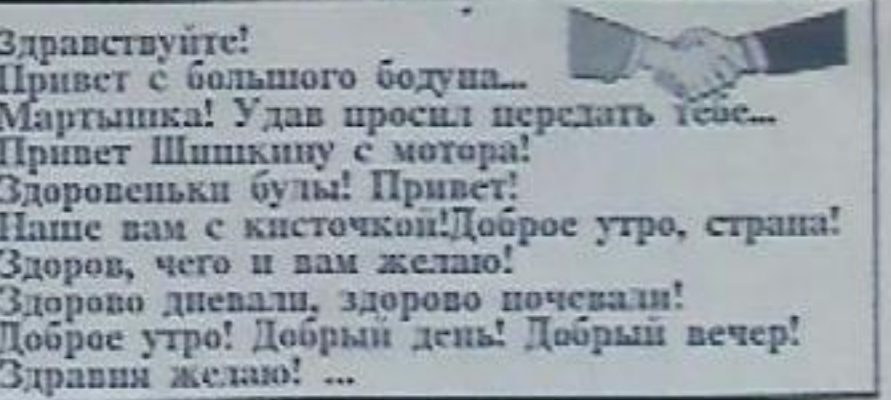 Здравствуйте!
Привет с большого бодуна...
Мартышка! Удав просил передать тебе...
Привет Шишкину с мотора!
Здоровеньки булы! Привет!
Наше вам с кисточкой!Доброе утро, страна!
Здоров, чего и вам желаю!
Здорово дневали, здорово ночевали!
Доброе утро! Добрый день! Добрый вечер!
Здравия желаю! ...